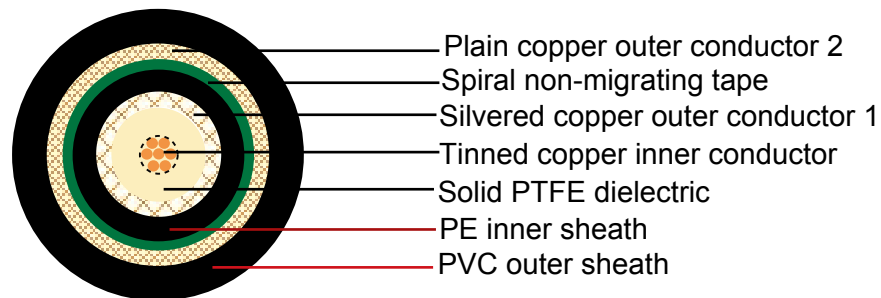 Plain copper outer conductor 2
Spiral non-migrating tape
Silvered copper outer conductor 1
Tinned copper inner conductor
Solid PTFE dielectric
PE inner sheath
PVC outer sheath